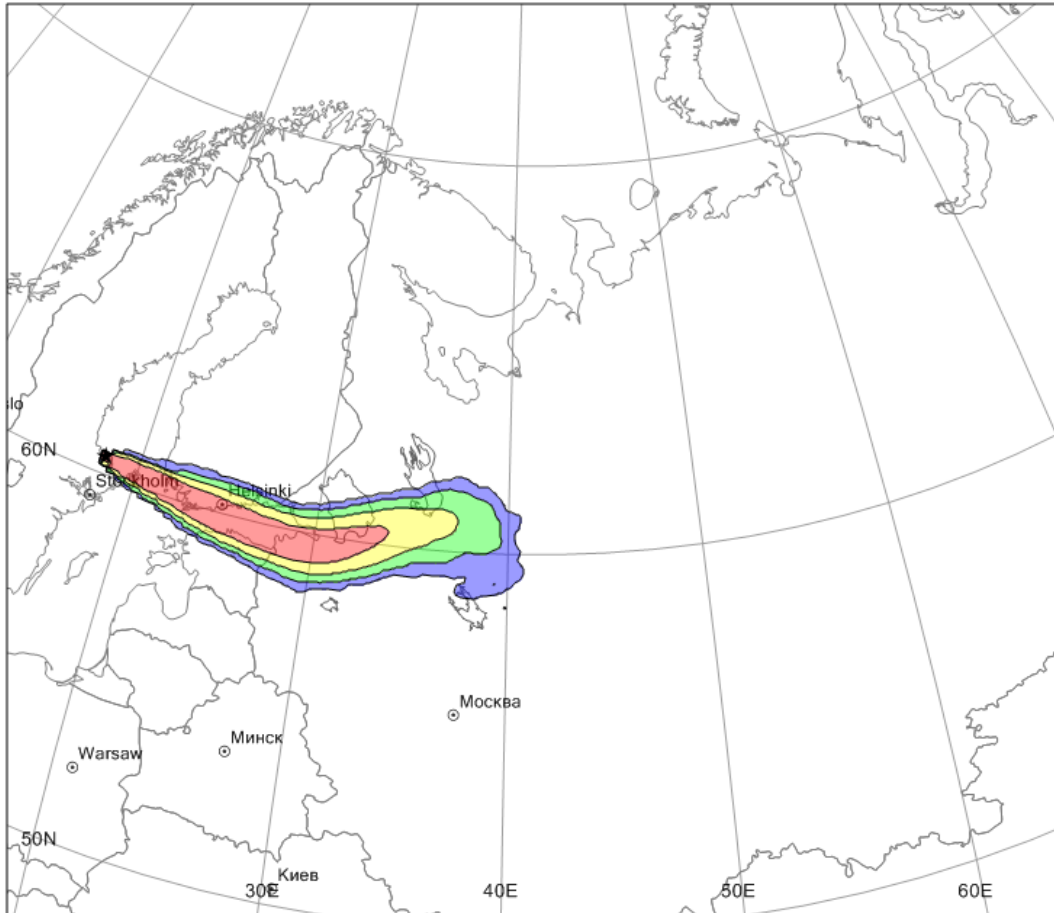 slo
60N
Stockholm
Helsinki
Москва
Минск
Warsaw
50N
Киев
30E
40E
50E
60E